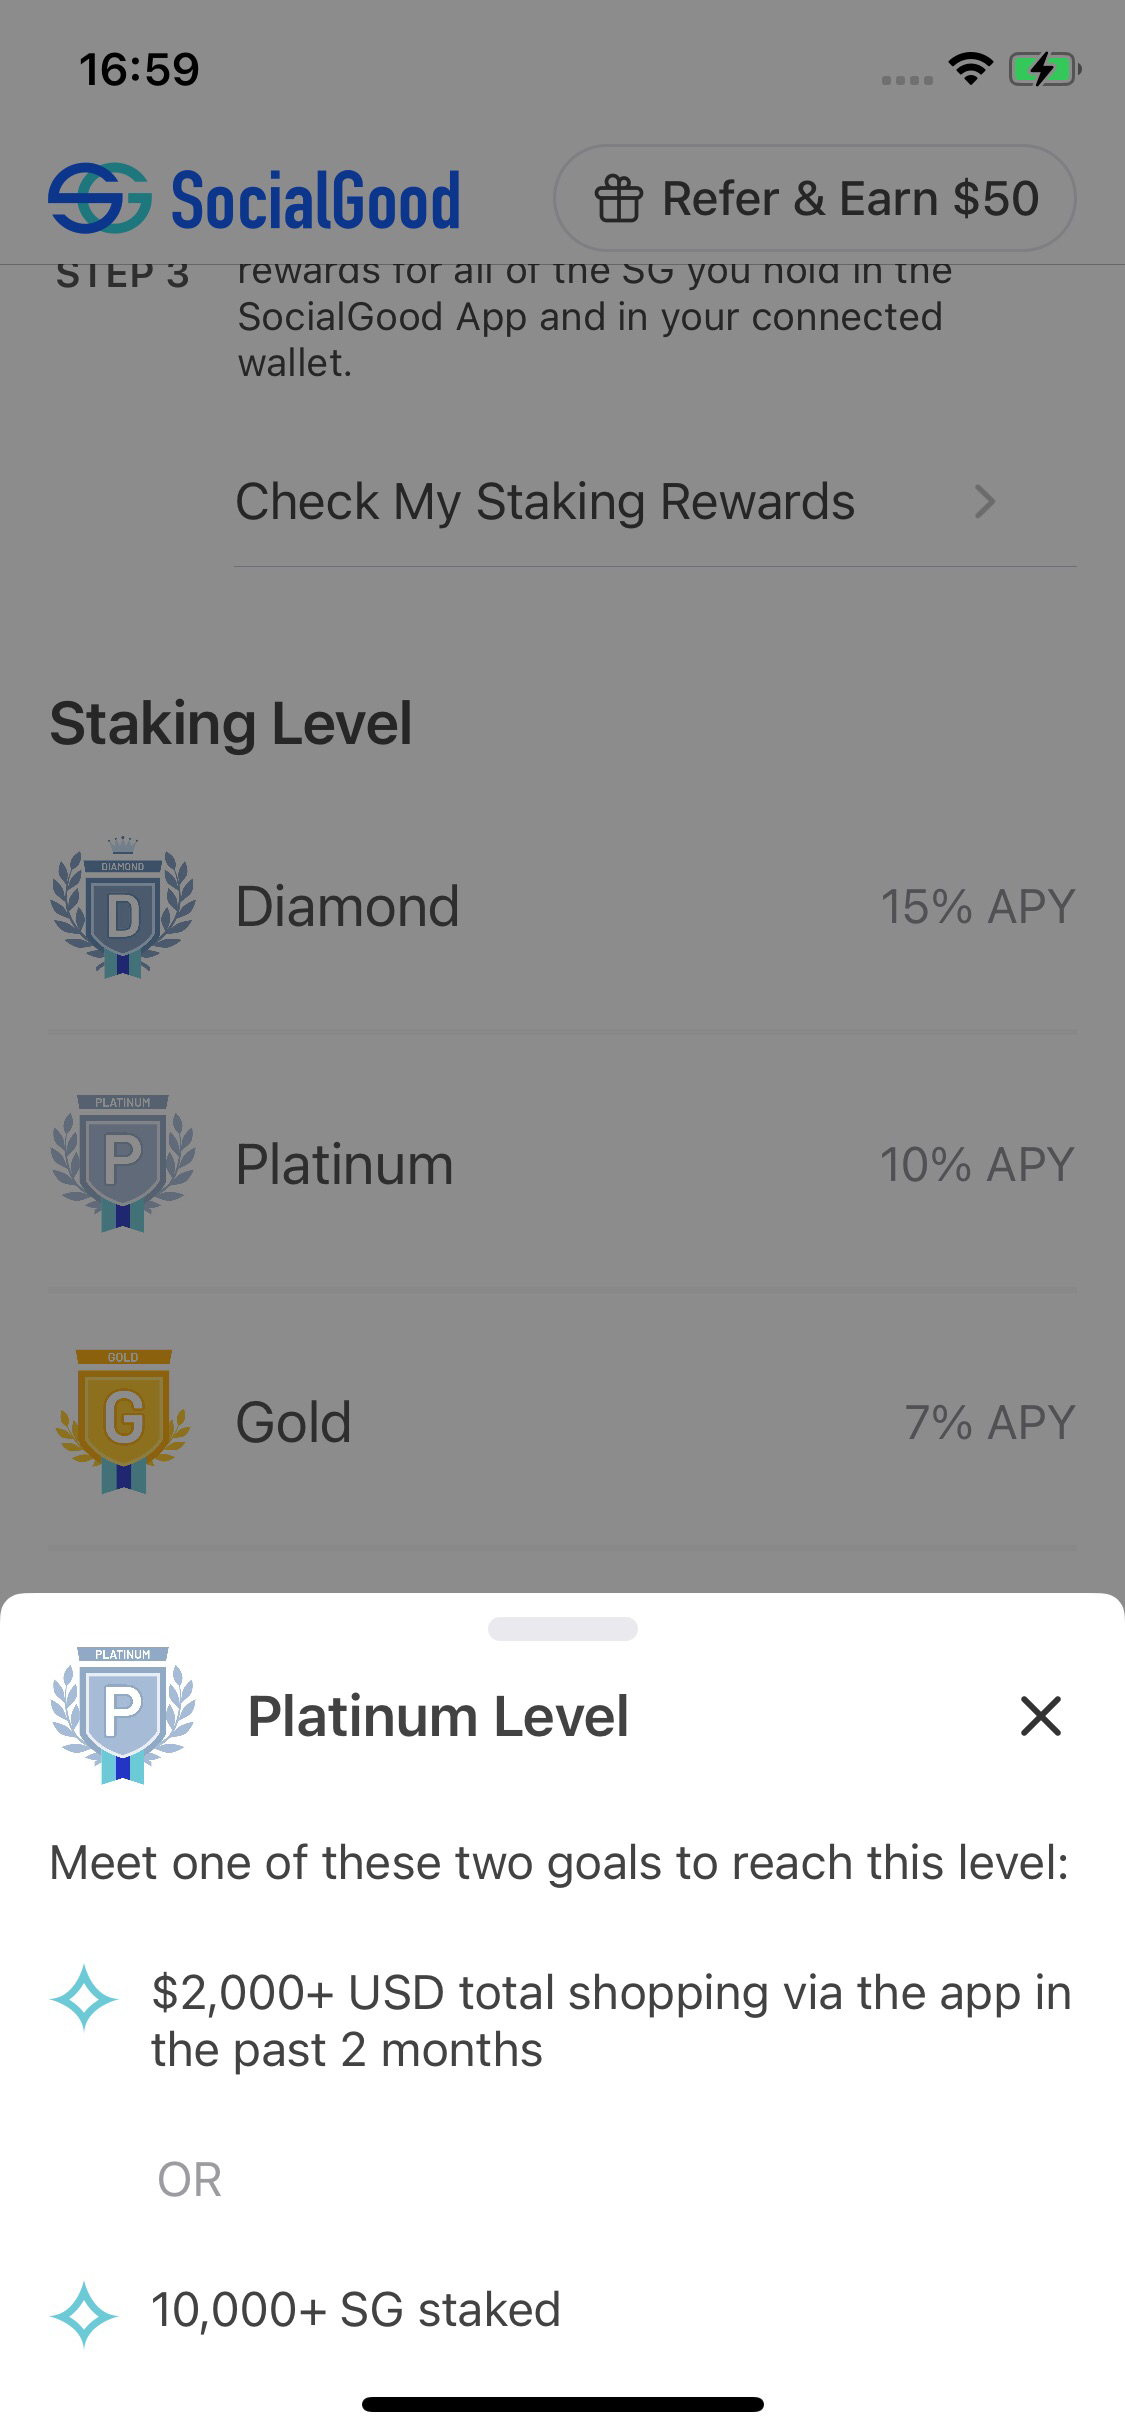 16:59
SocialGood
Refer & Earn $50
STEP 3
rewards for all of the SG you hold in the
SocialGood App and in your connected
wallet.
Check My Staking Rewards
Staking Level
DIAMOND
D
Diamond
15% APY
PLATINUM
P
Platinum
10% APY
GOLD
G
Gold
7% APY
PLATINUM
P
Platinum Level
Meet one of these two goals to reach this level:
$2,000+ USD total shopping via the app in
the past 2 months
OR
10,000+ SG staked